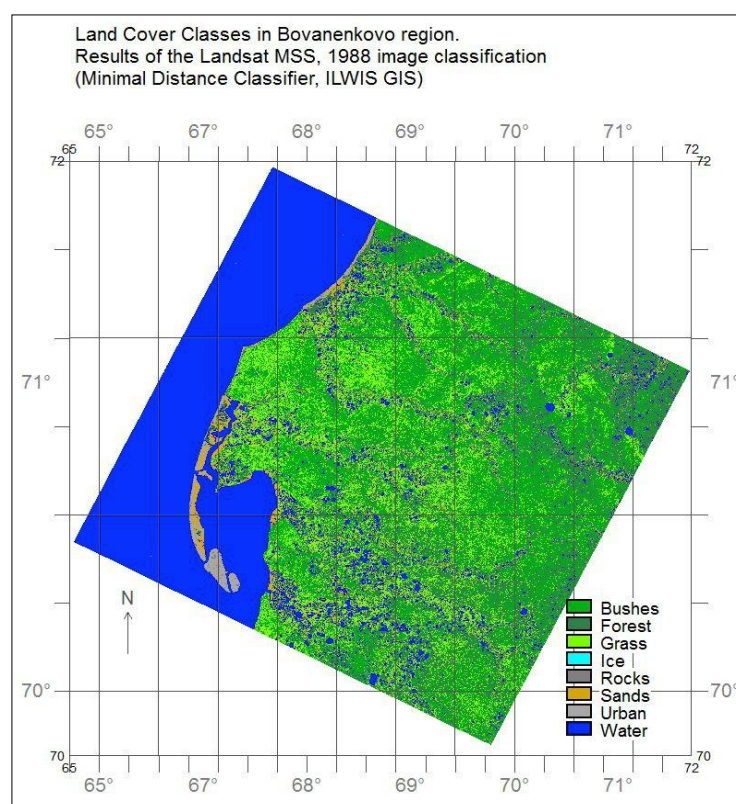 Land Cover Classes in Bovanenkovo region.
Results of the Landsat MSS, 1988 image classification
(Minimal Distance Classifier, ILWIS GIS)
65° 67° 68° 69° 70° 71°
65 72
72 72
71° 71°
N
Bushes
Forest
Grass
Ice
Rocks
Sands
Urban
Water
70° 70°
70 70
65 72
65° 67° 68° 69° 70° 71°